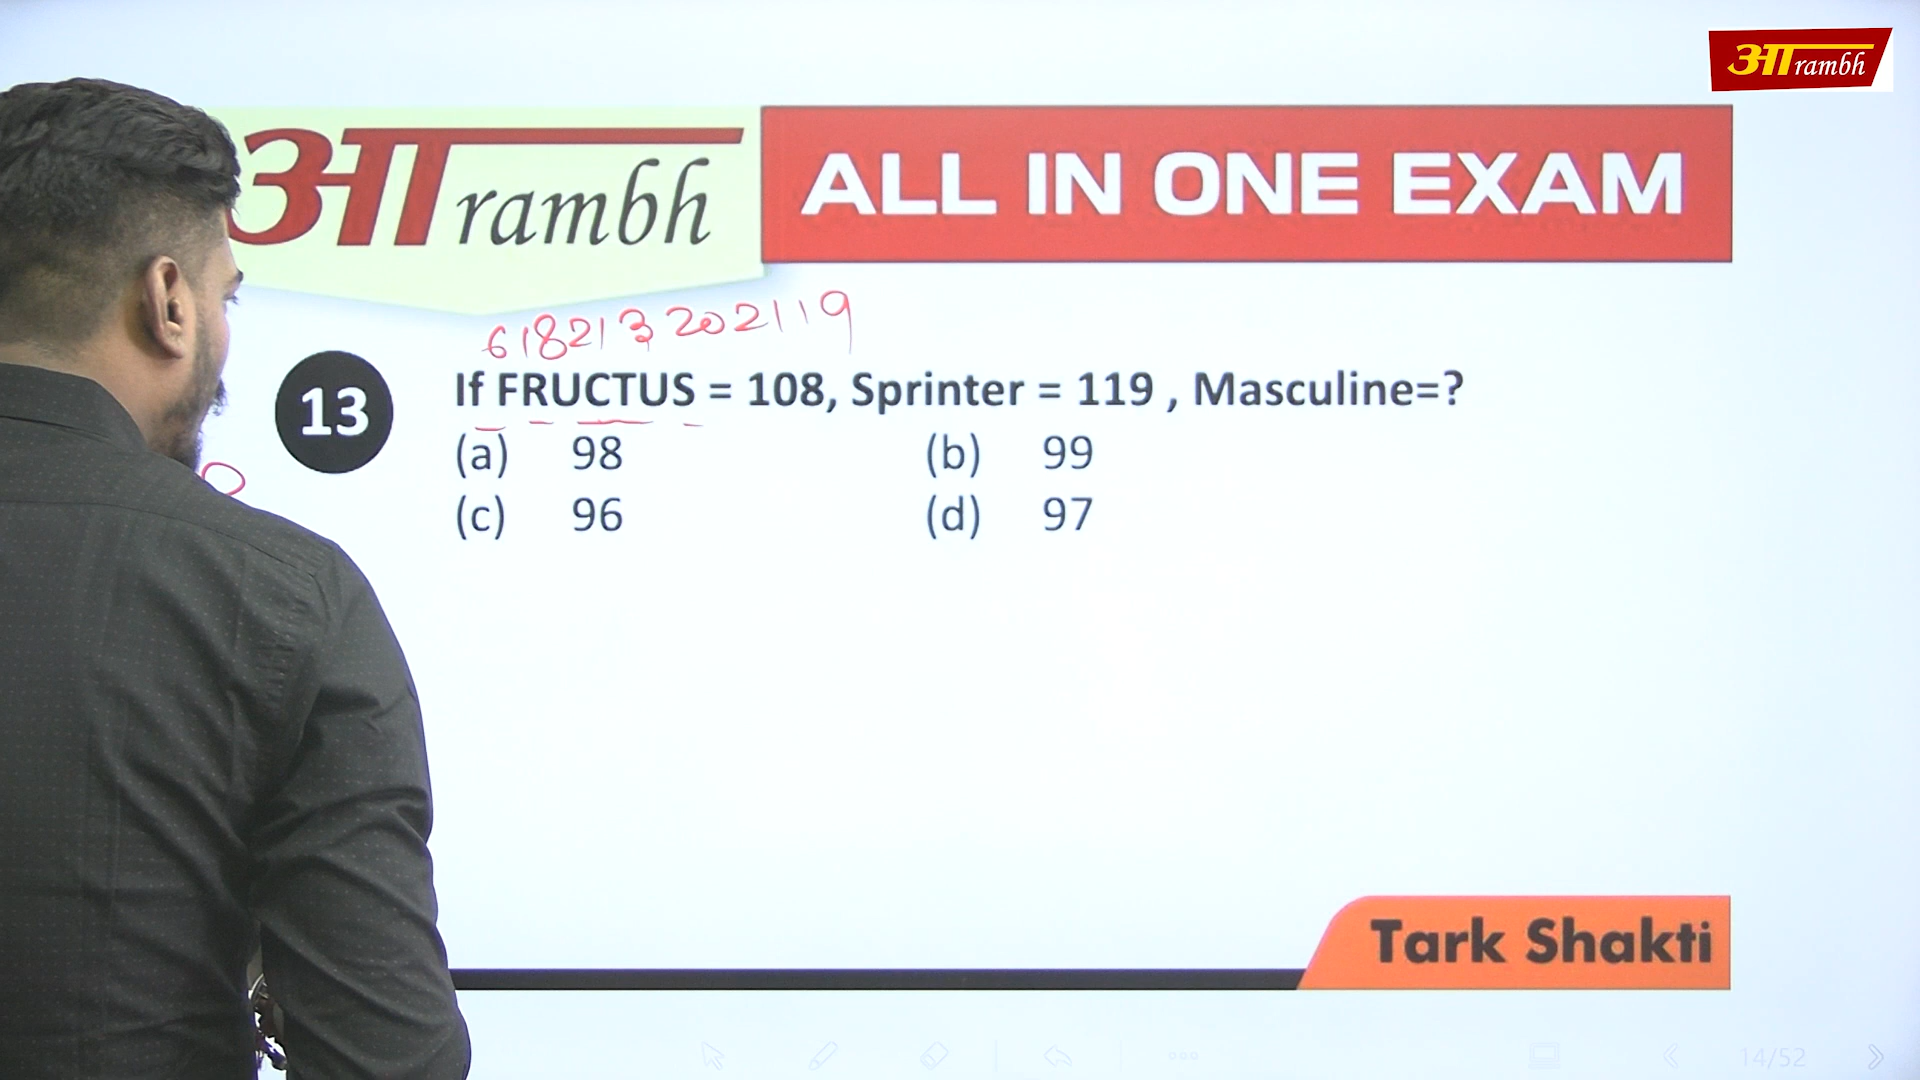 आrambh
आrambh ALL IN ONE EXAM
6 18 21 3 20 21 19
13 If FRUCTUS = 108, Sprinter = 119 , Masculine=?
(a) 98 (b) 99
(c) 96 (d) 97
Tark Shakti
14/52